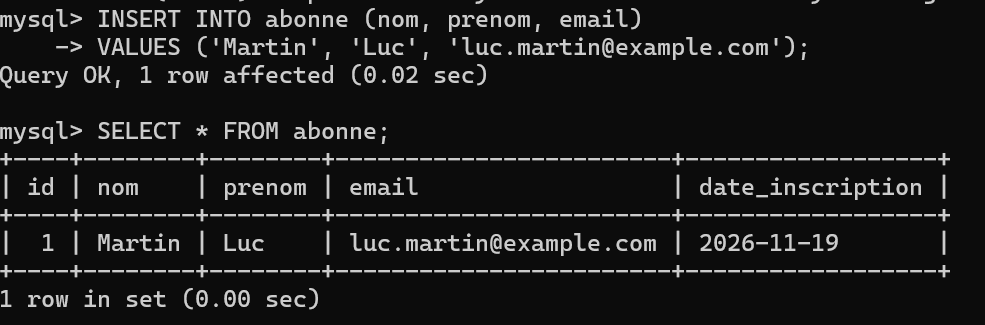 mysql> INSERT INTO abonne (nom, prenom, email)
    -> VALUES ('Martin', 'Luc', 'luc.martin@example.com');
Query OK, 1 row affected (0.02 sec)

mysql> SELECT * FROM abonne;
+----+--------+--------+------------------------+------------------+
| id | nom    | prenom | email                  | date_inscription |
+----+--------+--------+------------------------+------------------+
|  1 | Martin | Luc    | luc.martin@example.com | 2026-11-19       |
+----+--------+--------+------------------------+------------------+
1 row in set (0.00 sec)